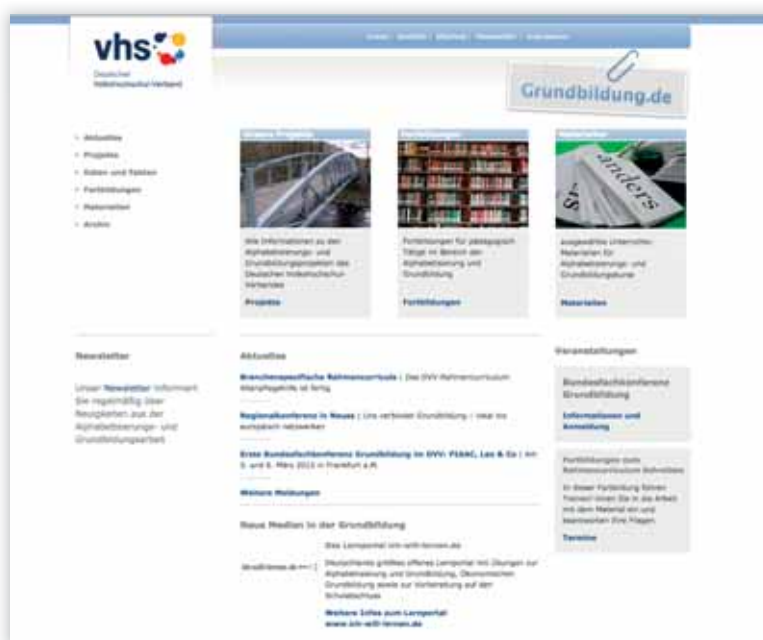 vhs
Deutscher
Volkshochschul-Verband
Grundbildung.de
Aktuelles
Projekte
Daten und Fakten
Fortbildungen
Materialien
Archiv
Unsere Projekte
Alle Informationen zu den
Alphabetisierungs- und
Grundbildungsprojekten des
Deutschen Volkshochschul-
Verbandes
Projekte
Fortbildungen
Fortbildungen für pädagogisch
Tätige im Bereich der
Alphabetisierung und
Grundbildung
Fortbildungen
Materialien
anders
Ausgewählte Unterrichts-
Materialien für
Alphabetisierungs- und
Grundbildungskurse
Materialien
Newsletter
Unser Newsletter informiert
Sie regelmäßig über
Neuigkeiten aus der
Alphabetisierungs- und
Grundbildungsarbeit
Aktuelles
Branchenspezifische Rahmencurricula | Das DVV-Rahmencurriculum
Altenpflegehilfe ist fertig
Regionalkonferenz in Neuss | Uns verbindet Grundbildung – lokal bis
europäisch netzwerken
Erste Bundesfachkonferenz Grundbildung im DVV: PIAAC, Leo & Co | Am
5. und 6. März 2015 in Frankfurt a.M.
Weitere Meldungen
Neue Medien in der Grundbildung
Das Lernportal ich-will-lernen.de
Deutschlands größtes offenes Lernportal mit Übungen zur
Alphabetisierung und Grundbildung, Ökonomischen
Grundbildung sowie zur Vorbereitung auf den
Schulabschluss
Weitere Infos zum Lernportal
www.ich-will-lernen.de
Veranstaltungen
Bundesfachkonferenz
Grundbildung
Informationen und
Anmeldung
Fortbildungen zum
Rahmencurriculum Schreiben
In dieser Fortbildung führen
Trainer/innen Sie in die Arbeit
mit dem Material ein und
beantworten Ihre Fragen.
Termine